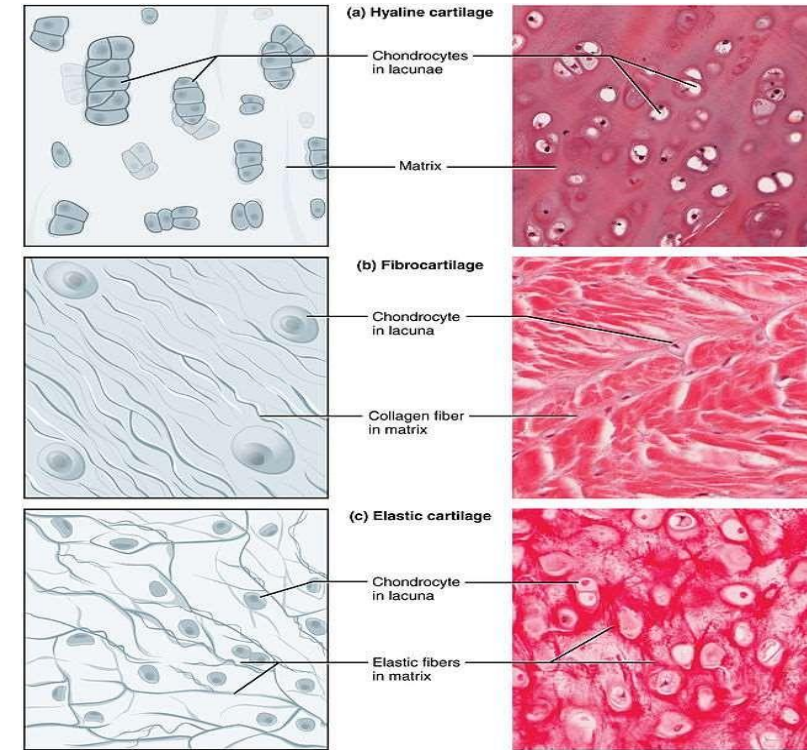 (a) Hyaline cartilage
Chondrocytes
in lacunae
Matrix
(b) Fibrocartilage
Chondrocyte
in lacuna
Collagen fiber
in matrix
(c) Elastic cartilage
Chondrocyte
in lacuna
Elastic fibers
in matrix